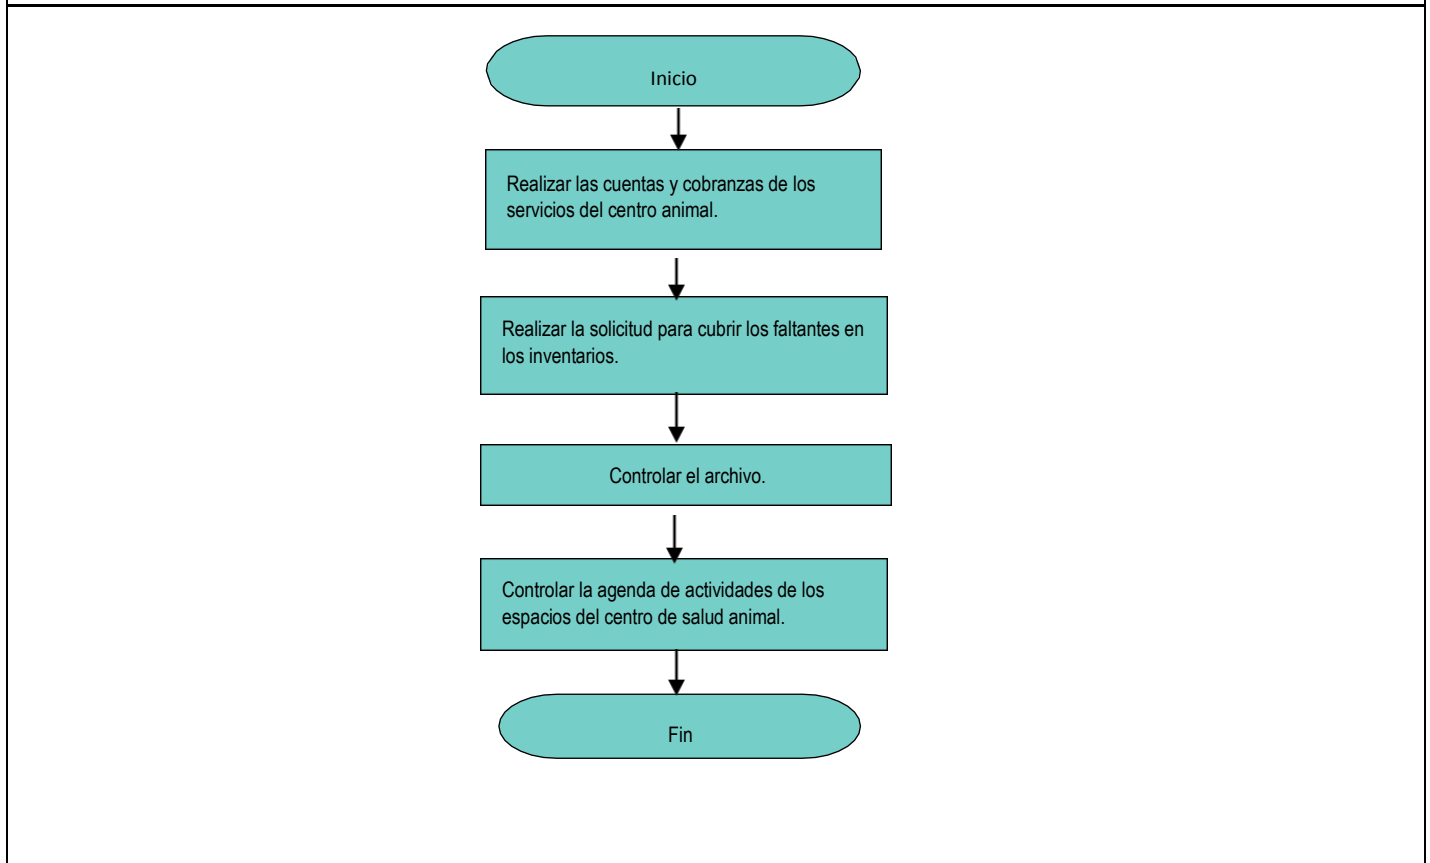 Inicio
Realizar las cuentas y cobranzas de los
servicios del centro animal.
Realizar la solicitud para cubrir los faltantes en
los inventarios.
Controlar el archivo.
Controlar la agenda de actividades de los
espacios del centro de salud animal.
Fin